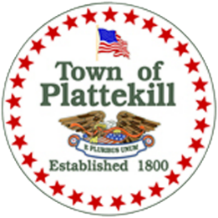 Town of
Plattekill
E PLURIBUS UNUM
Established 1800